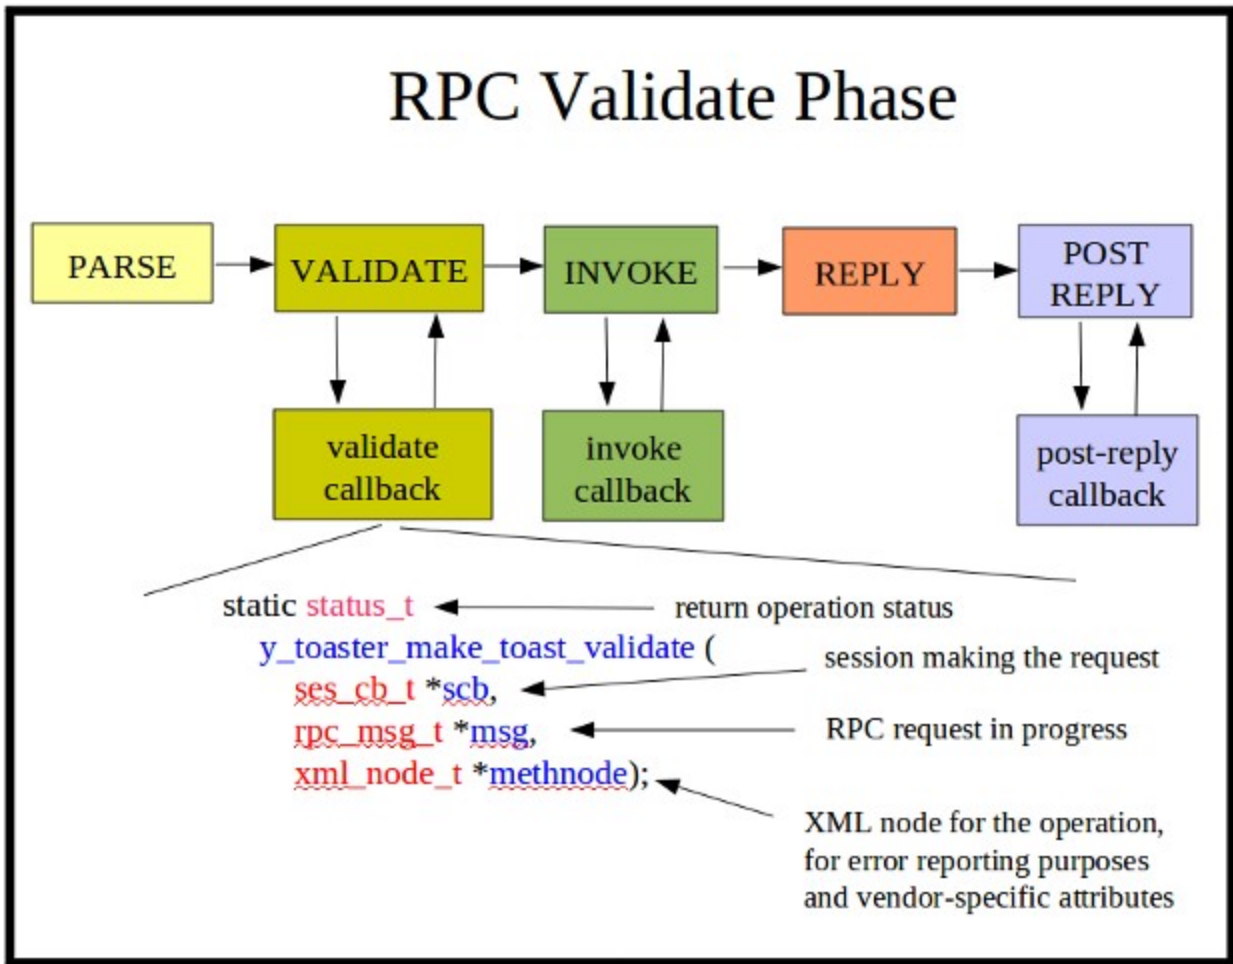 RPC Validate Phase
PARSE
VALIDATE
INVOKE
REPLY
POST
REPLY
validate
callback
invoke
callback
post-reply
callback
static status_t
return operation status
y_toaster_make_toast_validate (
session making the request
ses_cb_t *scb,
rpc_msg_t *msg,
RPC request in progress
xml_node_t *methnode);
XML node for the operation,
for error reporting purposes
and vendor-specific attributes